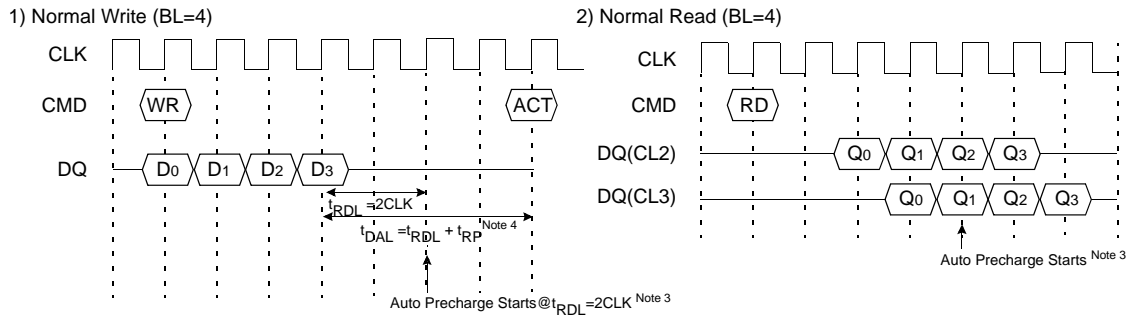 1) Normal Write (BL=4)
CLK
CMD
WR
ACT
DQ
D0
D1
D2
D3
tRDL =2CLK
tDAL =tRDL + tRP Note 4
Auto Precharge Starts@tRDL=2CLK Note 3
2) Normal Read (BL=4)
CLK
CMD
RD
DQ(CL2)
Q0
Q1
Q2
Q3
DQ(CL3)
Q0
Q1
Q2
Q3
Auto Precharge Starts Note 3